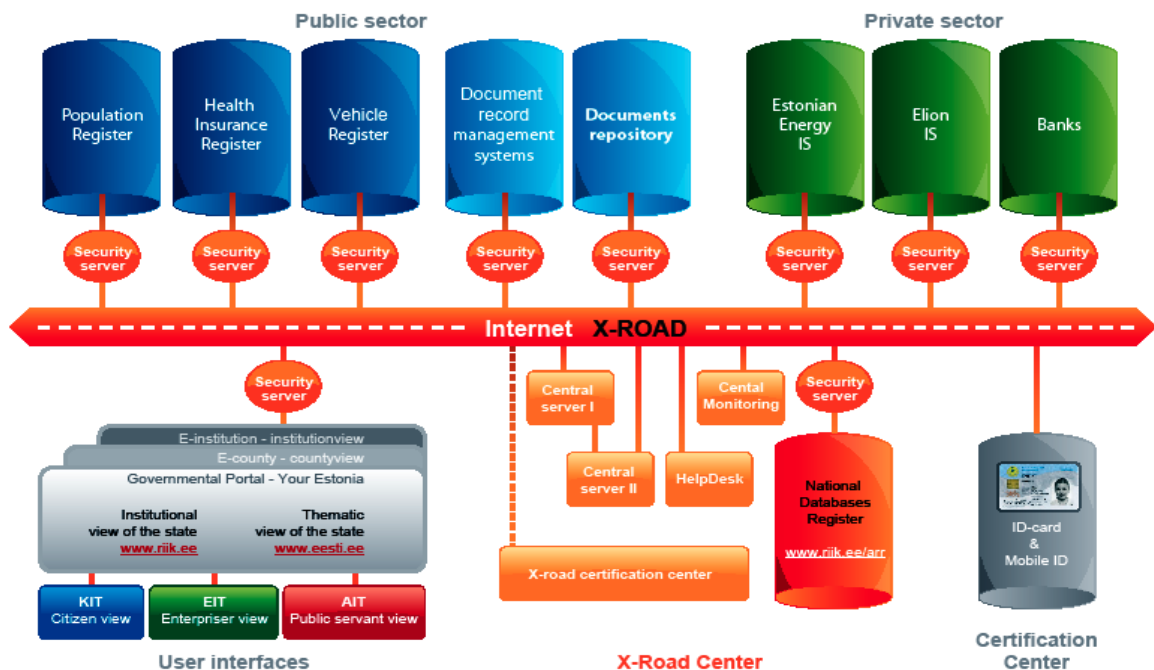 Public sector
Private sector
Population
Register
Health
Insurance
Register
Vehicle
Register
Document
record
management
systems
Documents
repository
Estonian
Energy
IS
Elion
IS
Banks
Security
server
Security
server
Security
server
Security
server
Security
server
Security
server
Security
server
Security
server
Internet X-ROAD
Security
server
Central
server I
Cental
Monitoring
Security
server
E-institution - institutionview
E-county - countyview
Governmental Portal - Your Estonia
Institutional
view of the state
www.riik.ee
Thematic
view of the state
www.eesti.ee
Central
server II
HelpDesk
National
Databases
Register
www.riik.ee/arr
ID-card
&
Mobile ID
X-road certification center
KIT
Citizen view
EIT
Enterpriser view
AIT
Public servant view
User interfaces
X-Road Center
Certification
Center